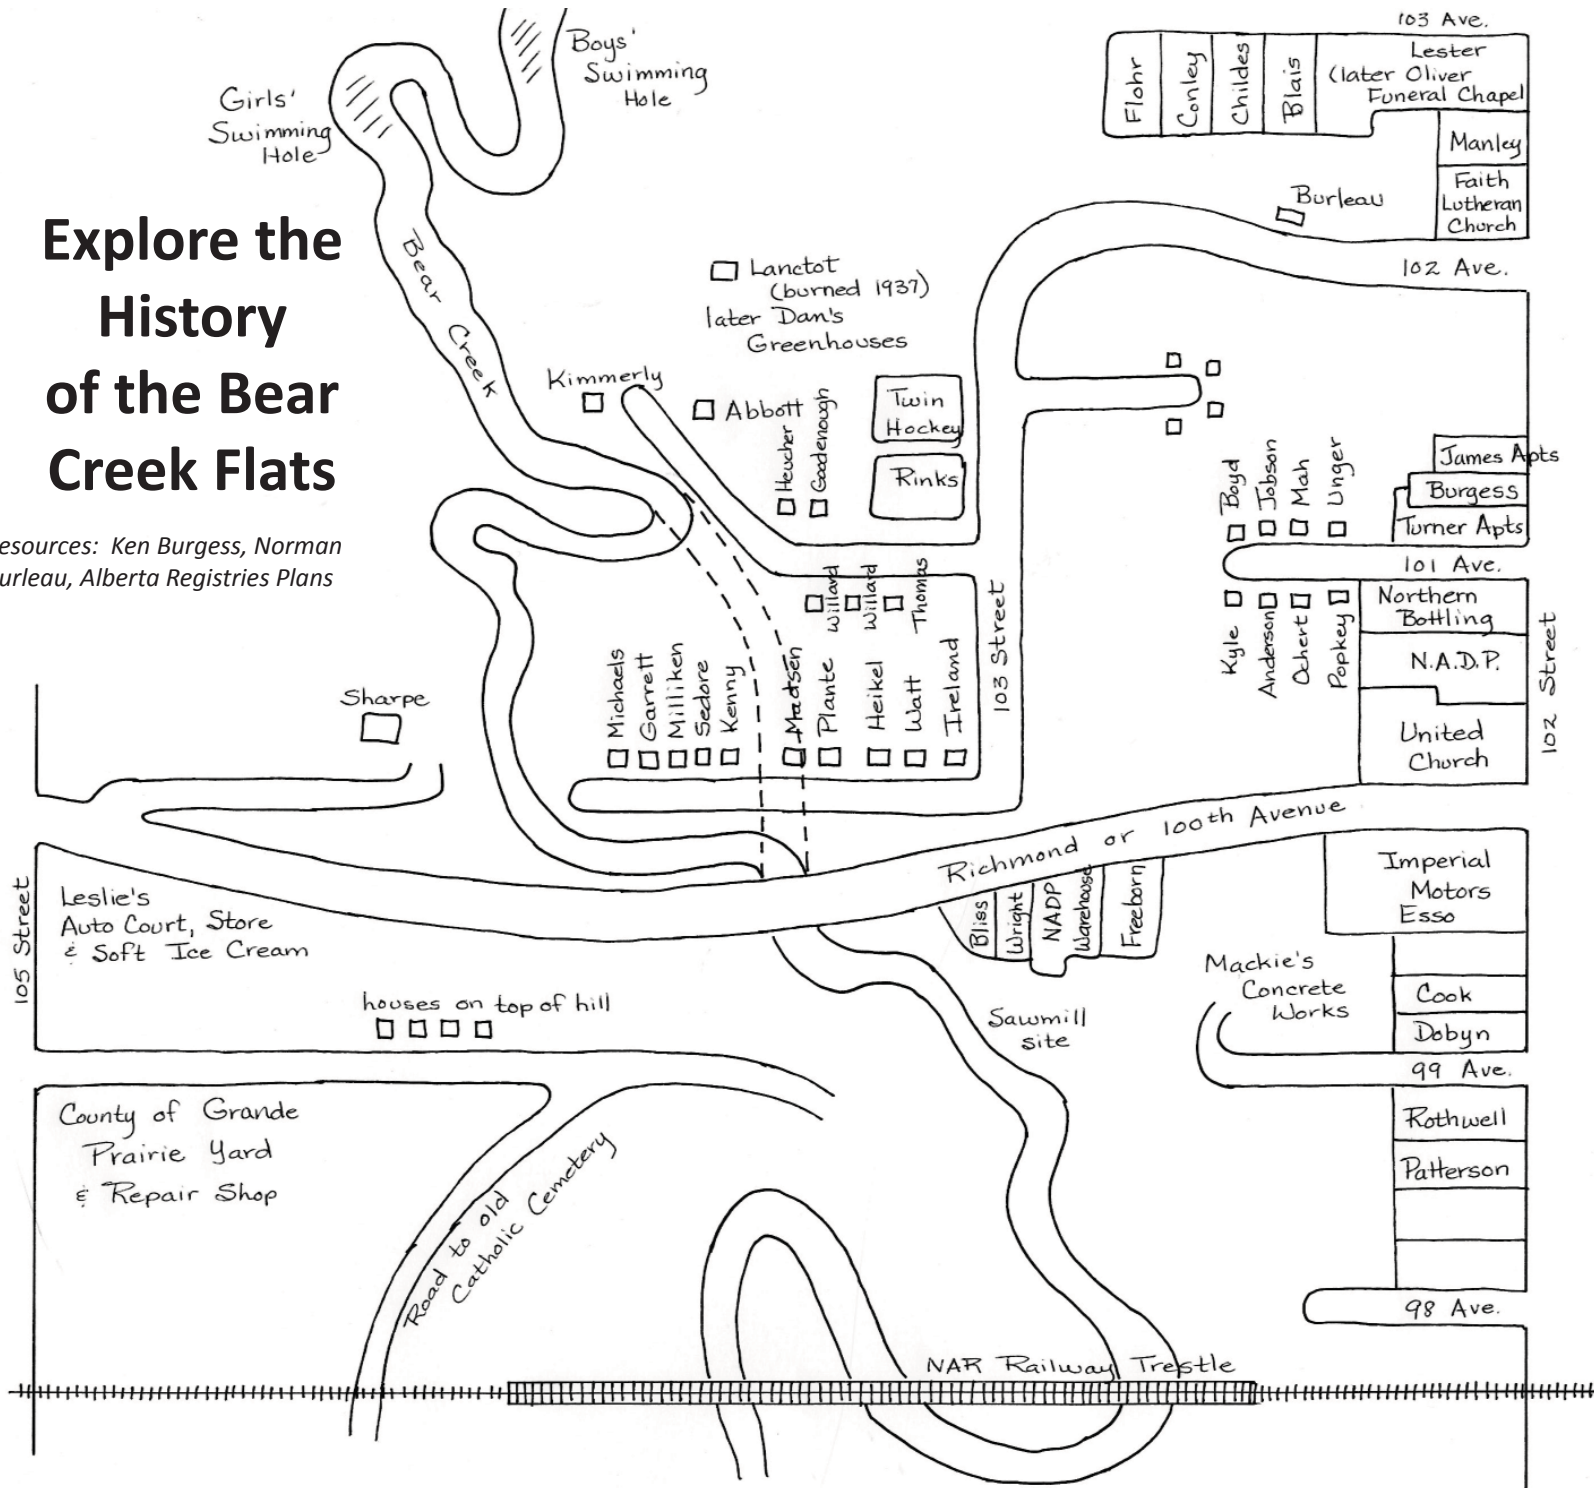 Explore the
History
of the Bear
Creek Flats
esources: Ken Burgess, Norman
urleau, Alberta Registries Plans
Boys'
Swimming
Hole
Girls'
Swimming
Hole
Bear Creek
103 Ave.
Flohr
Conley
Childes
Blais
Lester
(later Oliver
Funeral Chapel
Manley
Faith
Lutheran
Church
Burleau
102 Ave.
Lanctot
(burned 1937)
later Dan's
Greenhouses
Kimmerly
Abbott
Heucher
Goodenough
Twin
Hockey
Rinks
Boyd
Jobson
Mah
Unger
James Apts
Burgess
Turner Apts
101 Ave.
Willard
Willard
Thomas
103 Street
Kyle
Anderson
Ochert
Popkey
Northern
Bottling
N.A.D.P.
United
Church
102 Street
Sharpe
Michaels
Garrett
Milliken
Sedore
Kenny
Madsen
Plante
Heikel
Watt
Ireland
Richmond or 100th Avenue
105 Street
Leslie's
Auto Court, Store
& Soft Ice Cream
Bliss
Wright
NADP
Warehouse
Freeborn
Imperial
Motors
Esso
houses on top of hill
Sawmill
site
Mackie's
Concrete
Works
Cook
Dobyn
99 Ave.
County of Grande
Prairie Yard
& Repair Shop
Road to old
Catholic Cemetery
Rothwell
Patterson
98 Ave.
NAR Railway Trestle